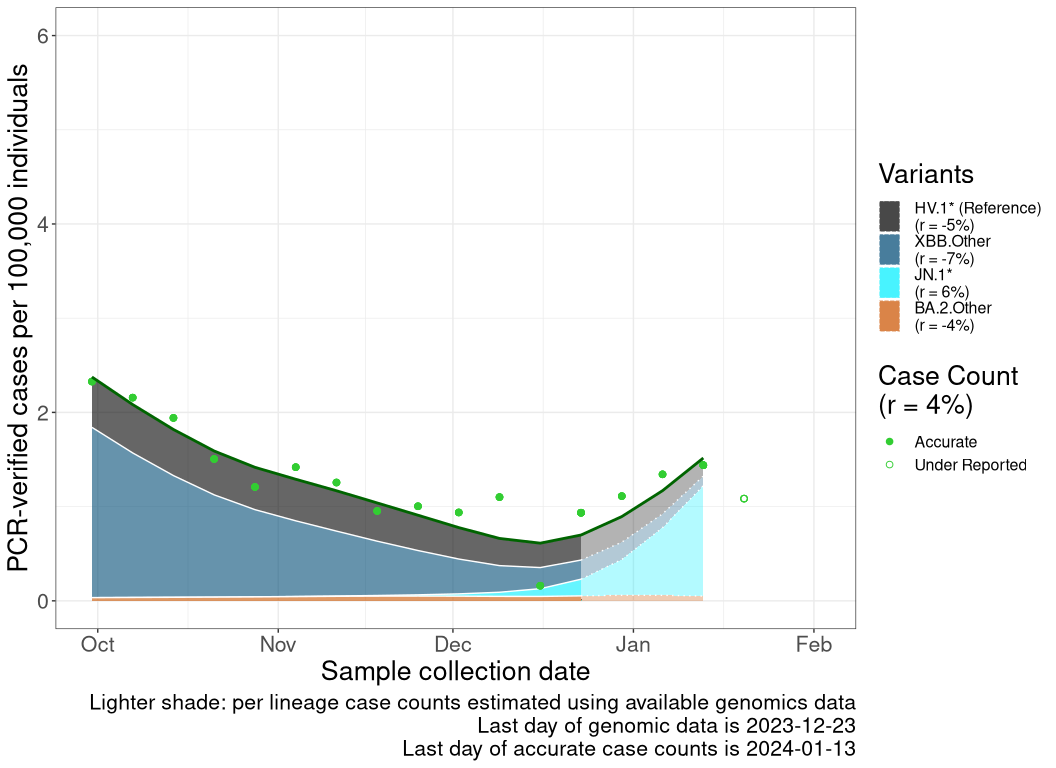 PCR-verified cases per 100,000 individuals
6
4
2
0
Oct
Nov
Dec
Jan
Feb
Sample collection date
Lighter shade: per lineage case counts estimated using available genomics data
Last day of genomic data is 2023-12-23
Last day of accurate case counts is 2024-01-13
Variants
HV.1* (Reference)
(r = -5%)
XBB.Other
(r = -7%)
JN.1*
(r = 6%)
BA.2.Other
(r = -4%)
Case Count
(r = 4%)
Accurate
Under Reported